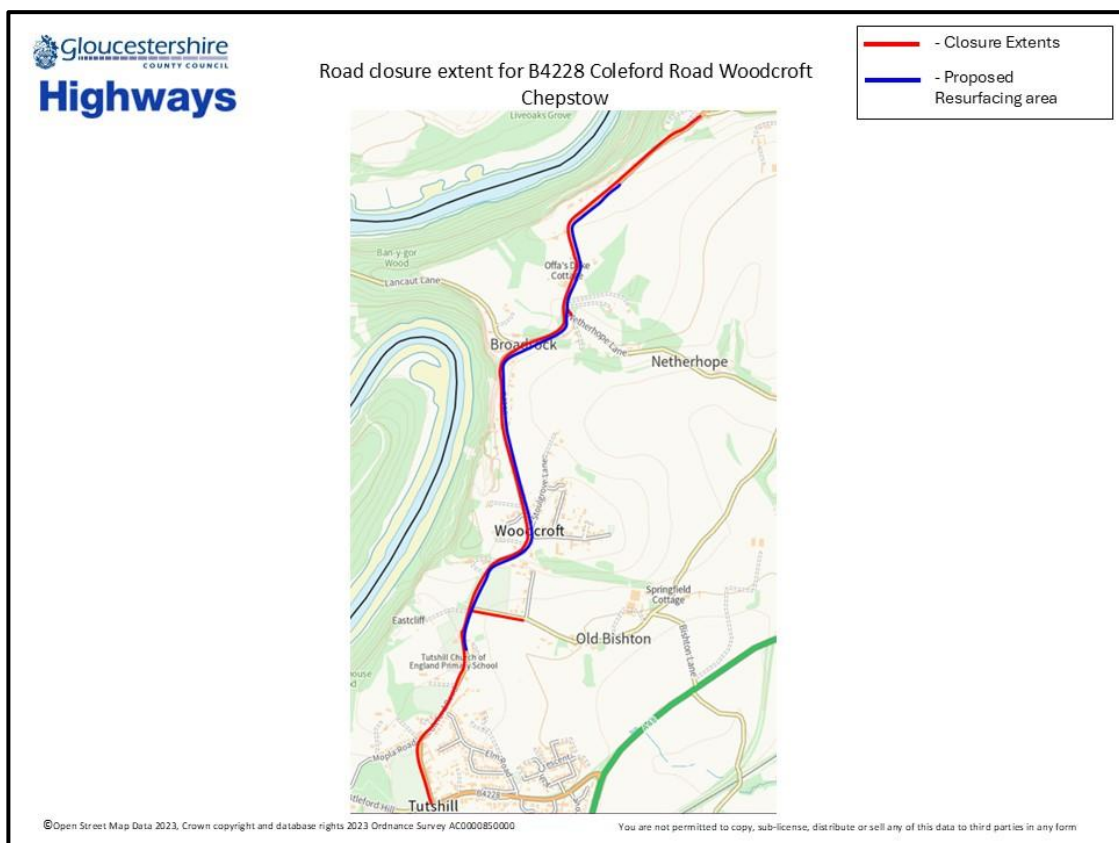 Gloucestershire
COUNTY COUNCIL
Highways
Road closure extent for B4228 Coleford Road Woodcroft
Chepstow
- Closure Extents
- Proposed
Resurfacing area
Liveoaks Grove
Ban-y-gor
Wood
Lancaut Lane
Offa's Dyke
Cottage
Netherhope Lane
Broadrock
Netherhope
Stonlgrove Lane
Woodcroft
Springfield
Cottage
Eastcliff
Old Bishton
Bishton Lane
Tutshill Church of
England Primary School
Mopla Road
Elm Road
B4228
Tutshill
©Open Street Map Data 2023, Crown copyright and database rights 2023 Ordnance Survey AC0000850000
You are not permitted to copy, sub-license, distribute or sell any of this data to third parties in any form